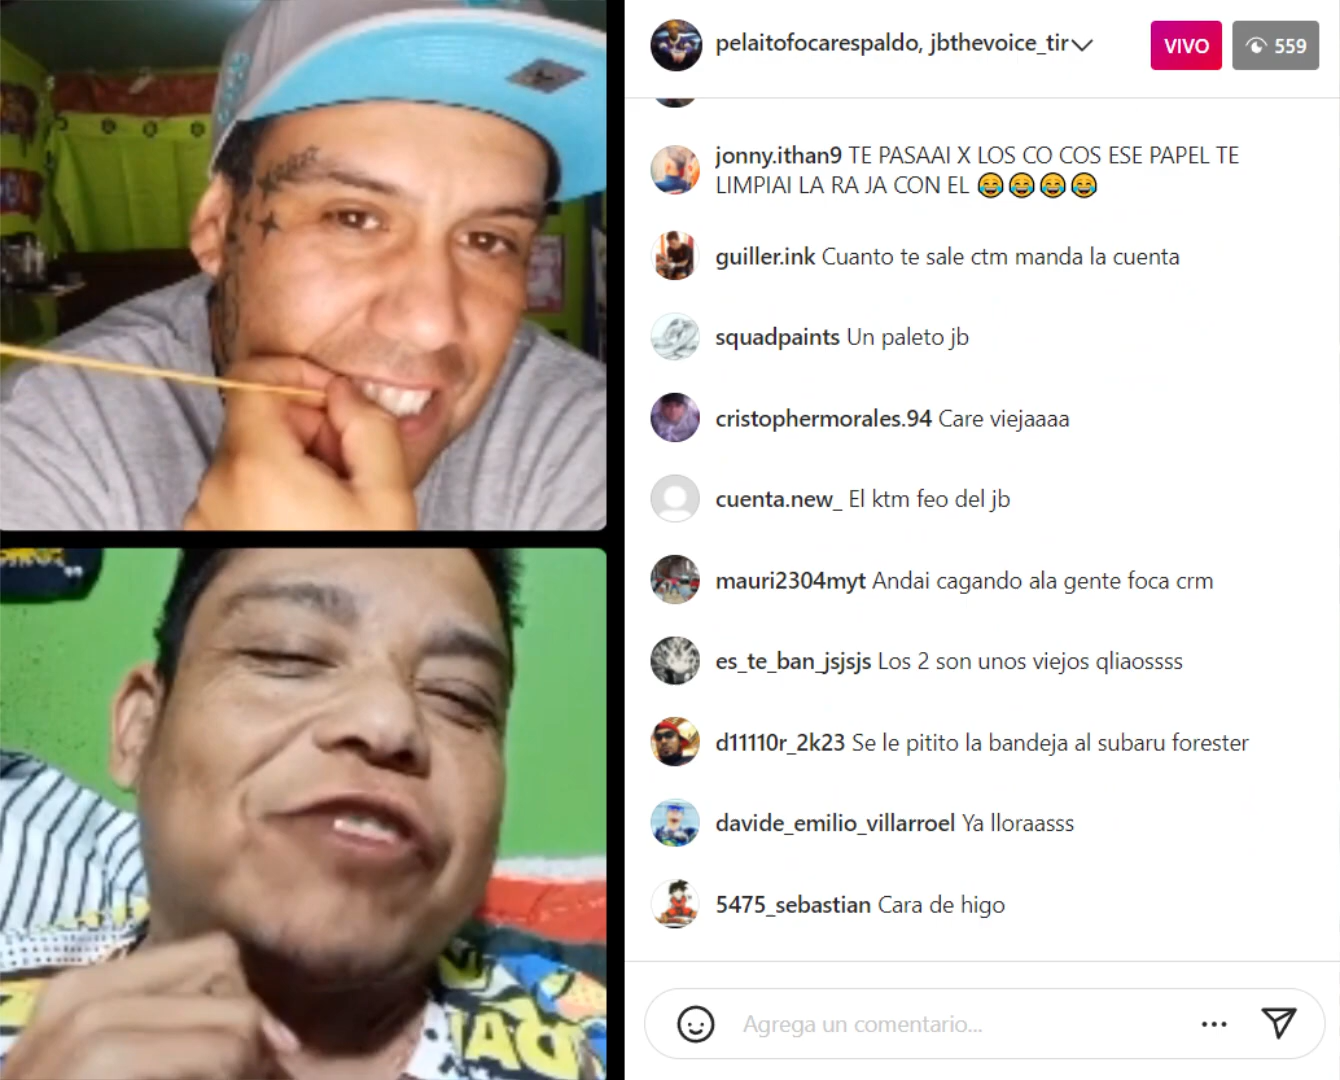 pelaitofocarespaldo, jbthevoice_tir
VIVO
559
jonny.ithan9 TE PASAAI X LOS CO COS ESE PAPEL TE
LIMPIAI LA RA JA CON EL 😂😂😂😂
guiller.ink Cuanto te sale ctm manda la cuenta
squadpaints Un paleto jb
cristophermorales.94 Care viejaaaa
cuenta.new_ El ktm feo del jb
mauri2304myt Andai cagando ala gente foca crm
es_te_ban_jsjsjs Los 2 son unos viejos qliaossss
d11110r_2k23 Se le pitito la bandeja al subaru forester
davide_emilio_villarroel Ya lloraasss
5475_sebastian Cara de higo
Agrega un comentario...